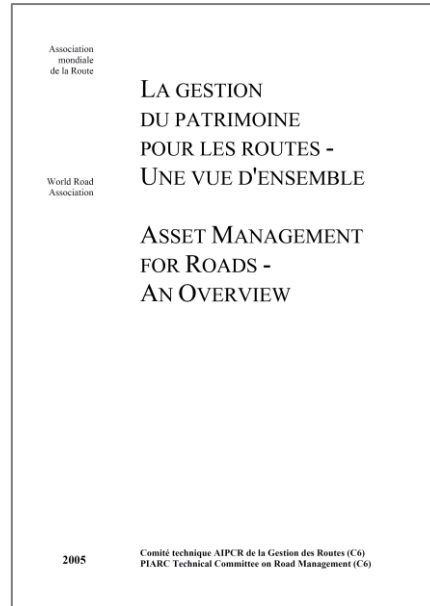 Association
mondiale
de la Route
LA GESTION
DU PATRIMOINE
POUR LES ROUTES -
UNE VUE D'ENSEMBLE
World Road
Association
ASSET MANAGEMENT
FOR ROADS -
AN OVERVIEW
2005
Comité technique AIPCR de la Gestion des Routes (C6)
PIARC Technical Committee on Road Management (C6)